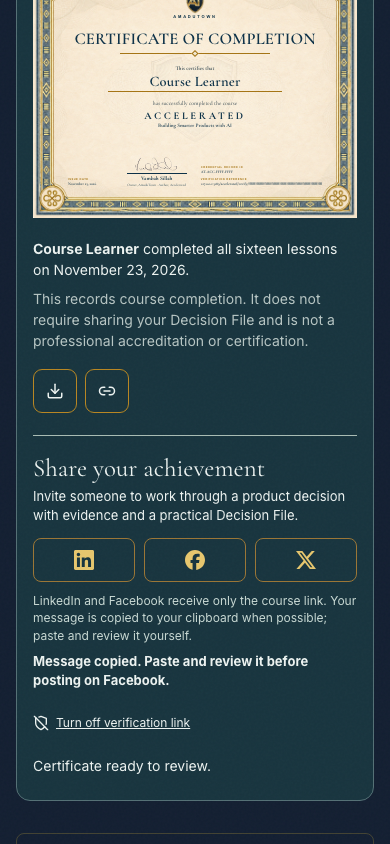 AMADUTOWN
CERTIFICATE OF COMPLETION
This certifies that
Course Learner
has successfully completed the course
ACCELERATED
Building Smarter Products with AI
Vambah Sillah
Course Learner completed all sixteen lessons
on November 23, 2026.
This records course completion. It does not
require sharing your Decision File and is not a
professional accreditation or certification.
Share your achievement
Invite someone to work through a product decision
with evidence and a practical Decision File.
LinkedIn and Facebook receive only the course link. Your
message is copied to your clipboard when possible;
paste and review it yourself.
Message copied. Paste and review it before
posting on Facebook.
Turn off verification link
Certificate ready to review.